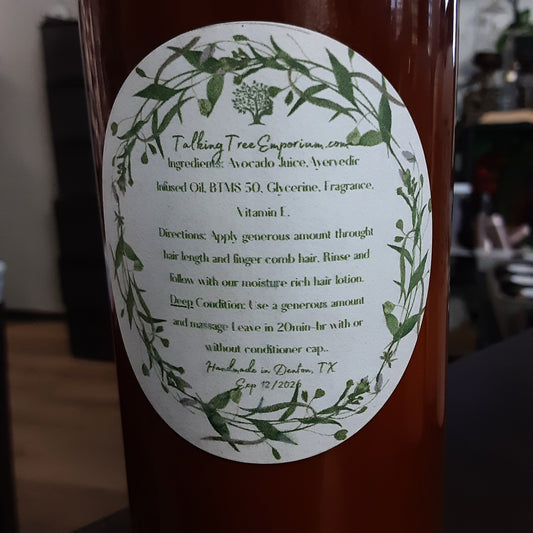 TalkingTreeEmporium.com
Ingredients: Avocado Juice, Ayervedic
Infused Oil, BTMS 50, Glycerine, Fragrance,
Vitamin E.
Directions: Apply generous amount throught
hair length and finger comb hair. Rinse and
follow with our moisture rich hair lotion.
Deep Condition: Use a generous amount
and massage Leave in 20min-hr with or
without conditioner cap..
Handmade in Denton, TX
Exp 12/2026